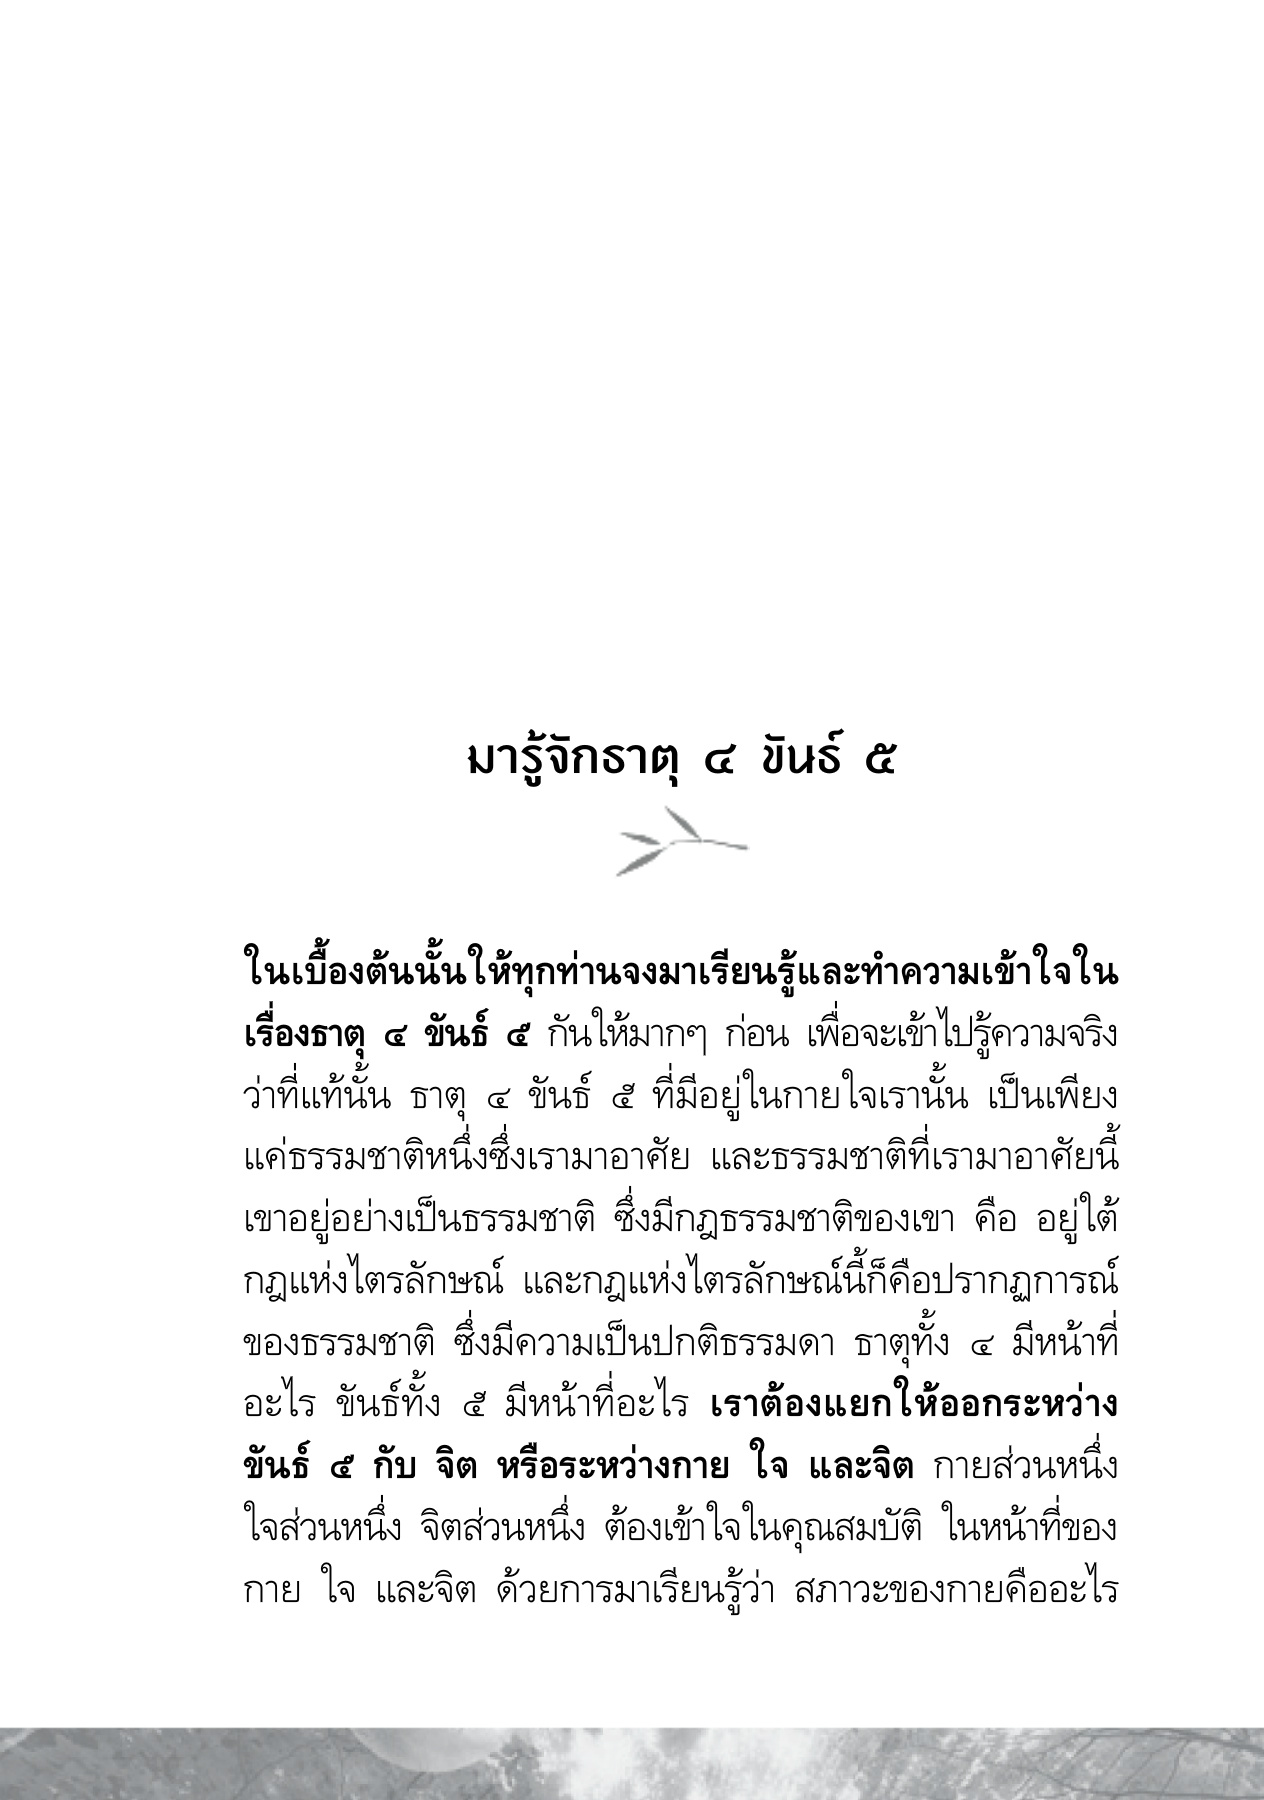 มารู้จักธาตุ ๔ ขันธ์ ๕
ในเบื้องต้นนั้นให้ทุกท่านจงมาเรียนรู้และทำความเข้าใจใน
เรื่องธาตุ ๔ ขันธ์ ๕ กันให้มากๆ ก่อน เพื่อจะเข้าไปรู้ความจริง
ว่าที่แท้นั้น ธาตุ ๔ ขันธ์ ๕ ที่มีอยู่ในกายใจเรานั้น เป็นเพียง
แค่ธรรมชาติหนึ่งซึ่งเรามาอาศัย และธรรมชาติที่เรามาอาศัยนี้
เขาอยู่อย่างเป็นธรรมชาติ ซึ่งมีกฎธรรมชาติของเขา คือ อยู่ใต้
กฎแห่งไตรลักษณ์ และกฎแห่งไตรลักษณ์นี้ก็คือปรากฏการณ์
ของธรรมชาติ ซึ่งมีความเป็นปกติธรรมดา ธาตุทั้ง ๔ มีหน้าที่
อะไร ขันธ์ทั้ง ๕ มีหน้าที่อะไร เราต้องแยกให้ออกระหว่าง
ขันธ์ ๕ กับ จิต หรือระหว่างกาย ใจ และจิต กายส่วนหนึ่ง
ใจส่วนหนึ่ง จิตส่วนหนึ่ง ต้องเข้าใจในคุณสมบัติ ในหน้าที่ของ
กาย ใจ และจิต ด้วยการมาเรียนรู้ว่า สภาวะของกายคืออะไร